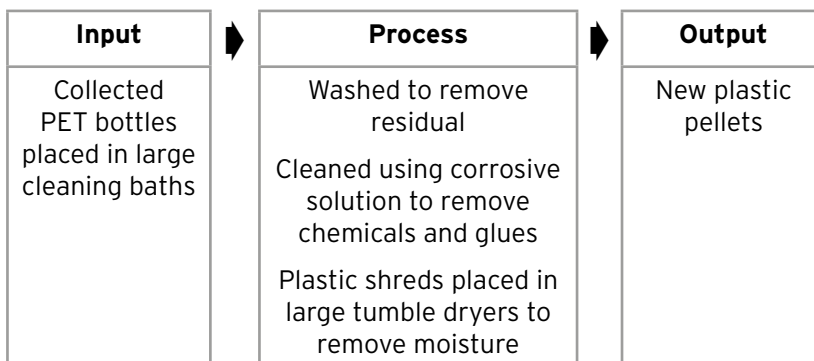 Input
Process
Output
Collected
PET bottles
placed in large
cleaning baths
Washed to remove
residual
Cleaned using corrosive
solution to remove
chemicals and glues
Plastic shreds placed in
large tumble dryers to
remove moisture
New plastic
pellets